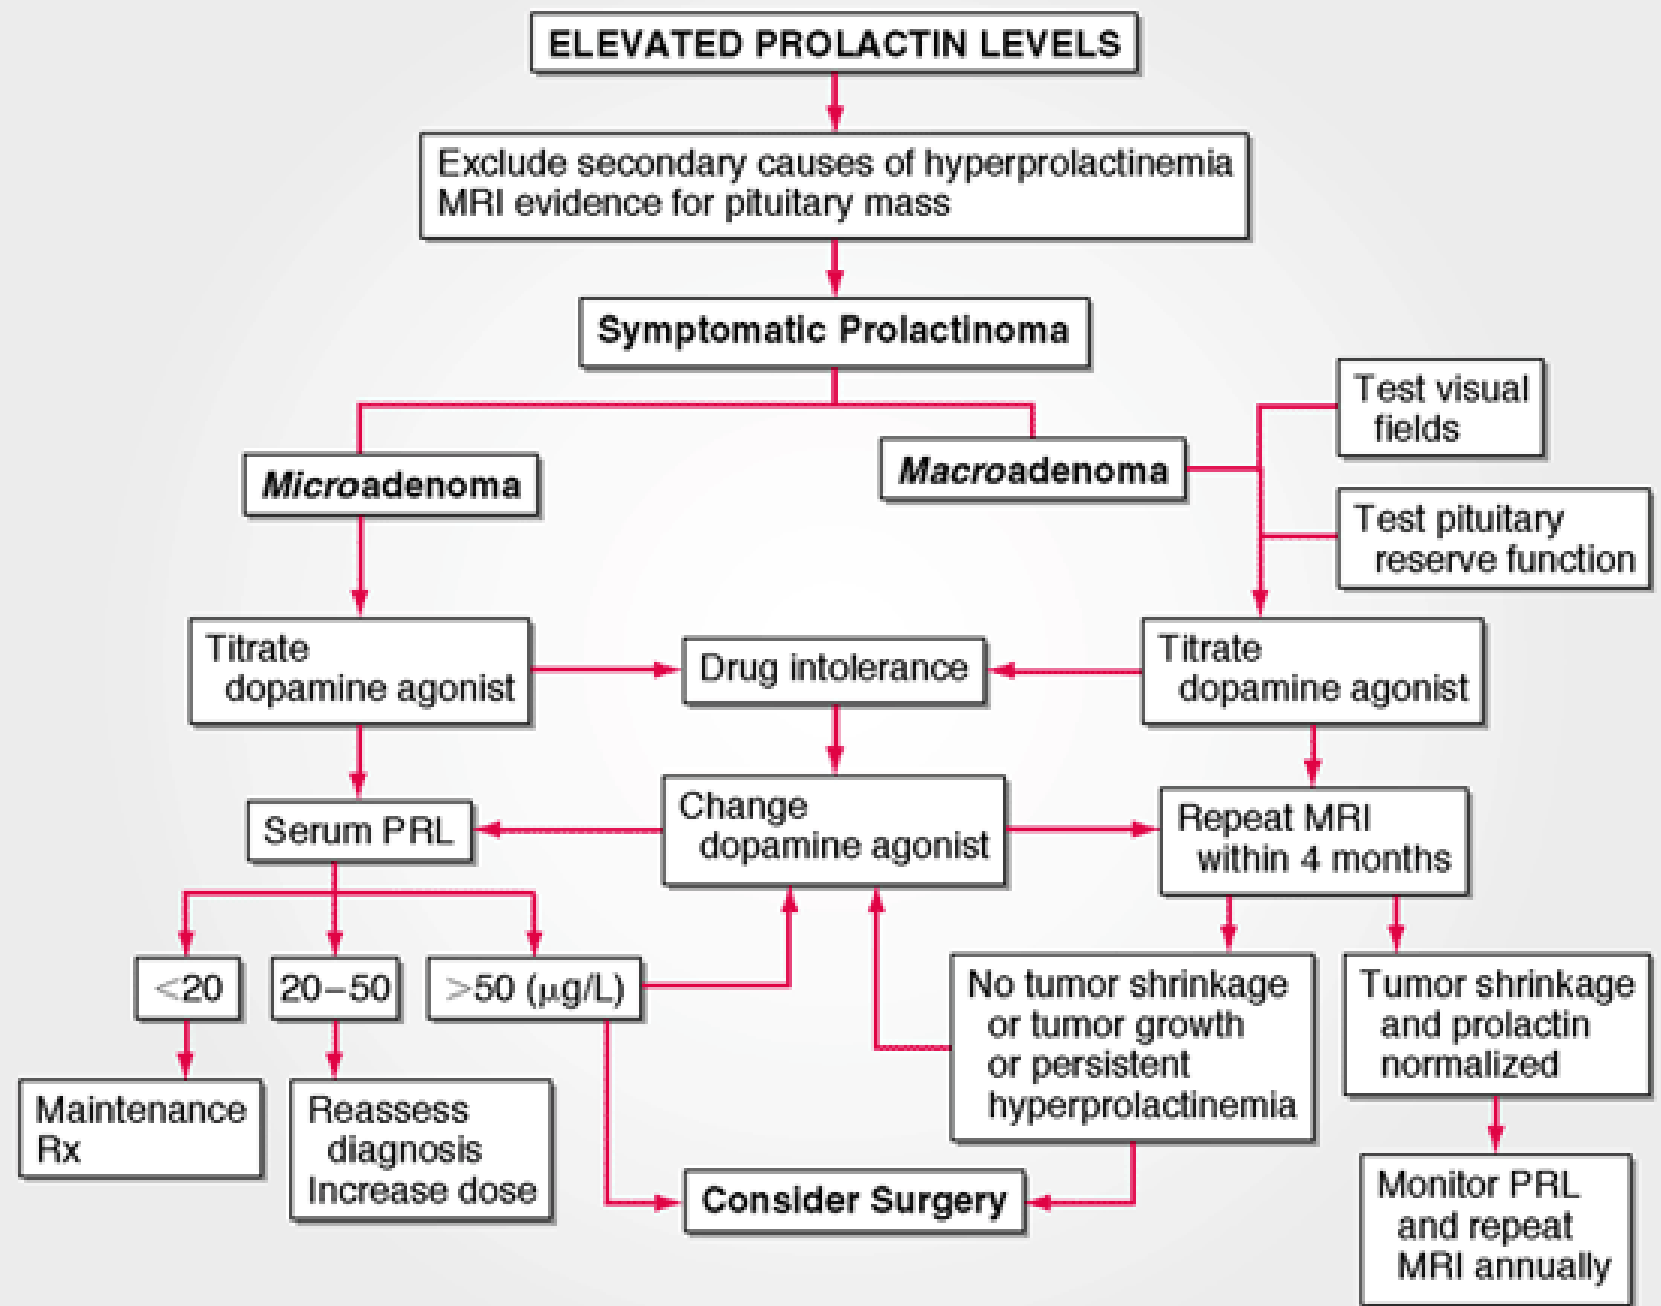 ELEVATED PROLACTIN LEVELS
Exclude secondary causes of hyperprolactinemia
MRI evidence for pituitary mass
Symptomatic Prolactinoma
Test visual
fields
Microadenoma
Macroadenoma
Test pituitary
reserve function
Titrate
dopamine agonist
Drug intolerance
Titrate
dopamine agonist
Serum PRL
Change
dopamine agonist
Repeat MRI
within 4 months
<20
20–50
>50 (μg/L)
No tumor shrinkage
or tumor growth
or persistent
hyperprolactinemia
Tumor shrinkage
and prolactin
normalized
Maintenance
Rx
Reassess
diagnosis
Increase dose
Consider Surgery
Monitor PRL
and repeat
MRI annually